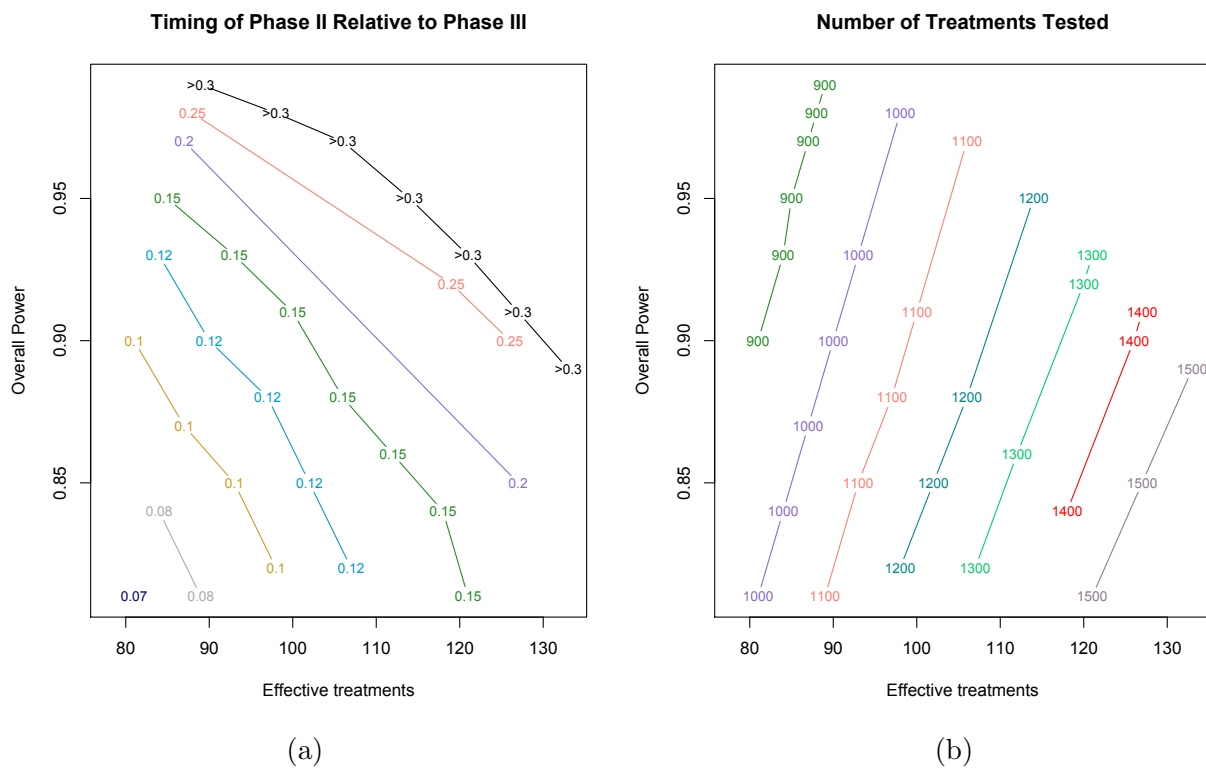 Timing of Phase II Relative to Phase III
>0.3
0.25 >0.3
0.2 >0.3
0.15 >0.3
0.12 0.15 >0.3
0.25
0.15 >0.3
0.1 0.12 0.25
>0.3
0.12 0.15
0.1
0.15
0.1 0.12 0.2
0.08 0.15
0.1 0.12
0.07 0.08 0.15
0.95
0.90
0.85
Overall Power
80 90 100 110 120 130
Effective treatments
(a)
Number of Treatments Tested
900
900 1000
900 1100
900 1200
900 1000 1300
1300
1100 1400
900 1000 1400
1500
1100 1200
1000
1300
1100 1200 1500
1000 1400
1200 1300
1000 1100 1500
0.95
0.90
0.85
Overall Power
80 90 100 110 120 130
Effective treatments
(b)